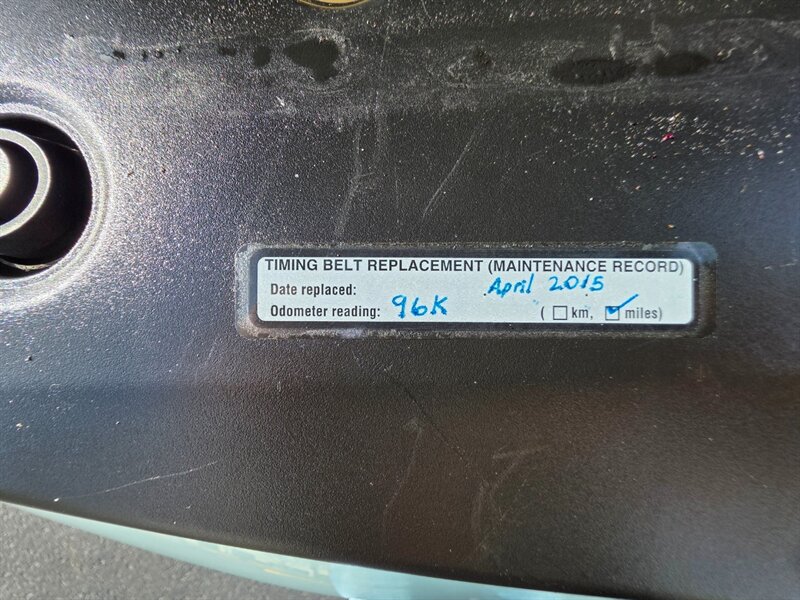 TIMING BELT REPLACEMENT (MAINTENANCE RECORD)
Date replaced: April 2015
Odometer reading: 96K ( ☐ km, ☑ miles)